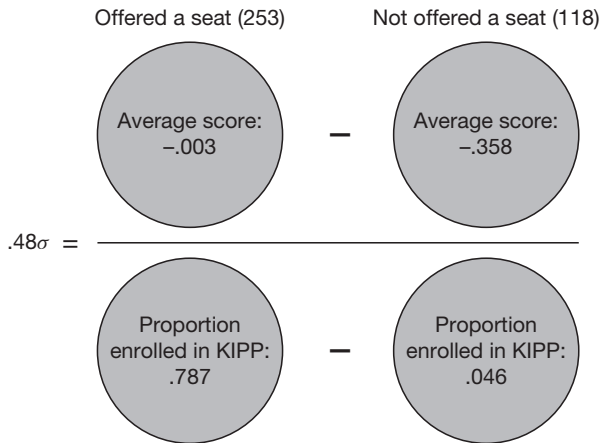 Offered a seat (253)
Not offered a seat (118)
Average score:
–.003
–
Average score:
–.358
.48σ =
Proportion
enrolled in KIPP:
.787
–
Proportion
enrolled in KIPP:
.046